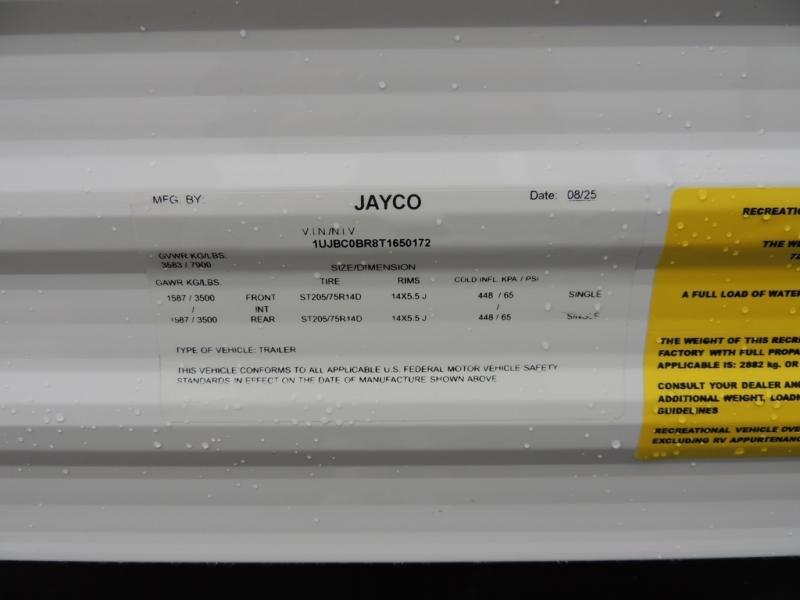 MFG. BY: JAYCO Date: 08/25
V.I.N./N.I.V
1UJBC0BR8T1650172
GVWR KG/LBS.
3583 / 7900
SIZE/DIMENSION
GAWR KG/LBS. TIRE RIMS COLD INFL. KPA / PSI
1587 / 3500 FRONT ST205/75R14D 14X5.5 J 448 / 65 SINGLE
/ INT /
1587 / 3500 REAR ST205/75R14D 14X5.5 J 448 / 65 SINGLE
TYPE OF VEHICLE: TRAILER
THIS VEHICLE CONFORMS TO ALL APPLICABLE U.S. FEDERAL MOTOR VEHICLE SAFETY
STANDARDS IN EFFECT ON THE DATE OF MANUFACTURE SHOWN ABOVE
RECREATIO
THE WE
72
A FULL LOAD OF WATER
THE WEIGHT OF THIS RECRE
FACTORY WITH FULL PROPA
APPLICABLE IS: 2882 kg. OR
CONSULT YOUR DEALER AND
ADDITIONAL WEIGHT, LOADI
GUIDELINES
RECREATIONAL VEHICLE OVE
EXCLUDING RV APPURTENANC